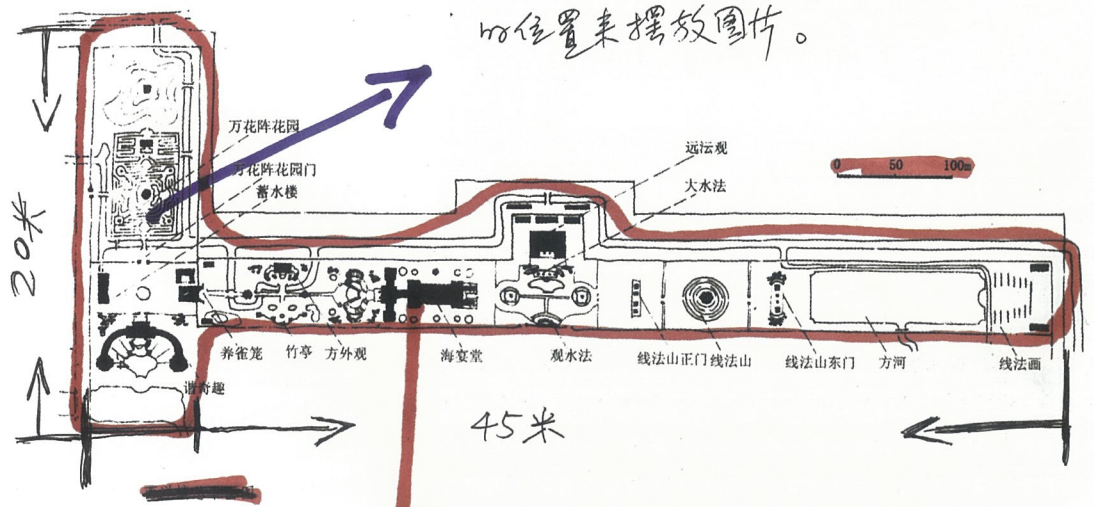 的位置来摆放图片。
万花阵花园
远瀛观
0 50 100m
万花阵花园门
大水法
蓄水楼
20米
养雀笼
竹亭
方外观
海宴堂
观水法
线法山正门
线法山
线法山东门
方河
线法画
谐奇趣
45米